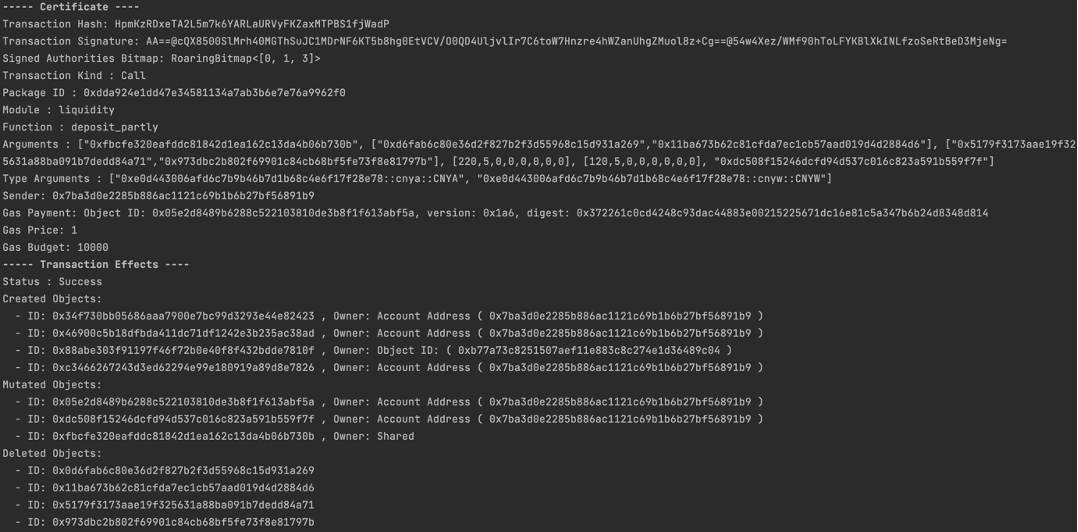 ----- Certificate ----
Transaction Hash: HpmKzRDxeTA2L5m7k6YARLaURVyFKZaxMTPBS1fjWadP
Transaction Signature: AA==@cQX8500SlMrh40MGThSuJC1MDrNF6KT5b8hg0EtVCV/O0QD4UljvlIr7C6toW7Hnzre4hWZanUhgZMuol8z+Cg==@54w4Xez/WMf90hToLFYKBlXkINLfzoSeRtBeD3MjeNg=
Signed Authorities Bitmap: RoaringBitmap<[0, 1, 3]>
Transaction Kind : Call
Package ID : 0xdda924e1dd47e34581134a7ab3b6e7e76a9962f0
Module : liquidity
Function : deposit_partly
Arguments : ["0xfbcfe320eafddc81842d1ea162c13da4b06b730b", ["0xd6fab6c80e36d2f827b2f3d55968c15d931a269","0x11ba673b62c81cfda7ec1cb57aad019d4d2884d6"], ["0x5179f3173aae19f32
5631a88ba091b7dedd84a71","0x973dbc2b802f69901c84cb68bf5fe73f8e81797b"], [220,5,0,0,0,0,0,0], [120,5,0,0,0,0,0,0], "0xdc508f15246dcfd94d537c016c823a591b559f7f"]
Type Arguments : ["0xe0d443006afd6c7b9b46b7d1b68c4e6f17f28e78::cnya::CNYA", "0xe0d443006afd6c7b9b46b7d1b68c4e6f17f28e78::cnyw::CNYW"]
Sender: 0x7ba3d0e2285b886ac1121c69b1b6b27bf56891b9
Gas Payment: Object ID: 0x05e2d8489b6288c522103810de3b8f1f613abf5a, version: 0x1a6, digest: 0x372261c0cd4248c93dac44883e00215225671dc16e81c5a347b6b24d8348d814
Gas Price: 1
Gas Budget: 10000
----- Transaction Effects ----
Status : Success
Created Objects:
- ID: 0x34f730bb05686aaa7900e7bc99d3293e44e82423 , Owner: Account Address ( 0x7ba3d0e2285b886ac1121c69b1b6b27bf56891b9 )
- ID: 0x46900c5b18dfbda411dc71df1242e3b235ac38ad , Owner: Account Address ( 0x7ba3d0e2285b886ac1121c69b1b6b27bf56891b9 )
- ID: 0x88abe303f91197f46f72b0e40f8f432bdde7810f , Owner: Object ID: ( 0xb77a73c8251507aef11e883c8c274e1d36489c04 )
- ID: 0xc3466267243d3ed62294e99e180919a89d8e7826 , Owner: Account Address ( 0x7ba3d0e2285b886ac1121c69b1b6b27bf56891b9 )
Mutated Objects:
- ID: 0x05e2d8489b6288c522103810de3b8f1f613abf5a , Owner: Account Address ( 0x7ba3d0e2285b886ac1121c69b1b6b27bf56891b9 )
- ID: 0xdc508f15246dcfd94d537c016c823a591b559f7f , Owner: Account Address ( 0x7ba3d0e2285b886ac1121c69b1b6b27bf56891b9 )
- ID: 0xfbcfe320eafddc81842d1ea162c13da4b06b730b , Owner: Shared
Deleted Objects:
- ID: 0x0d6fab6c80e36d2f827b2f3d55968c15d931a269
- ID: 0x11ba673b62c81cfda7ec1cb57aad019d4d2884d6
- ID: 0x5179f3173aae19f325631a88ba091b7dedd84a71
- ID: 0x973dbc2b802f69901c84cb68bf5fe73f8e81797b